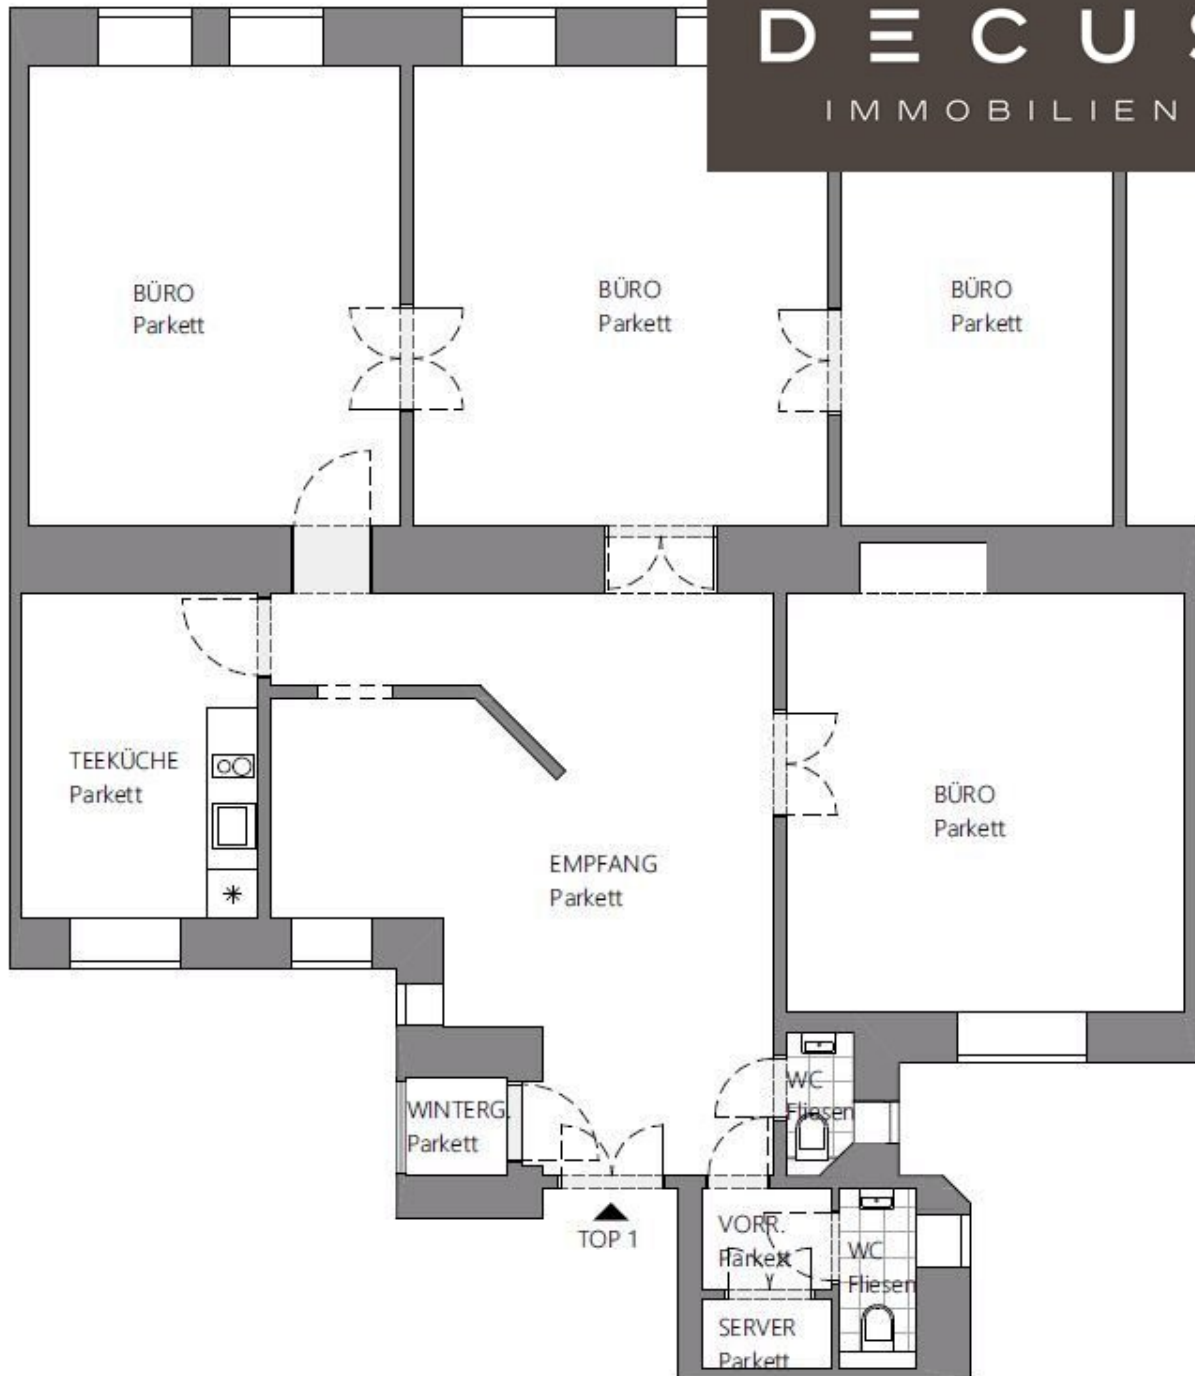 DECUS
IMMOBILIEN
BÜRO
Parkett
BÜRO
Parkett
BÜRO
Parkett
TEEKÜCHE
Parkett
BÜRO
Parkett
EMPFANG
Parkett
WC
Fliesen
WINTERG.
Parkett
TOP 1
VORR.
Parkett
WC
Fliesen
SERVER
Parkett